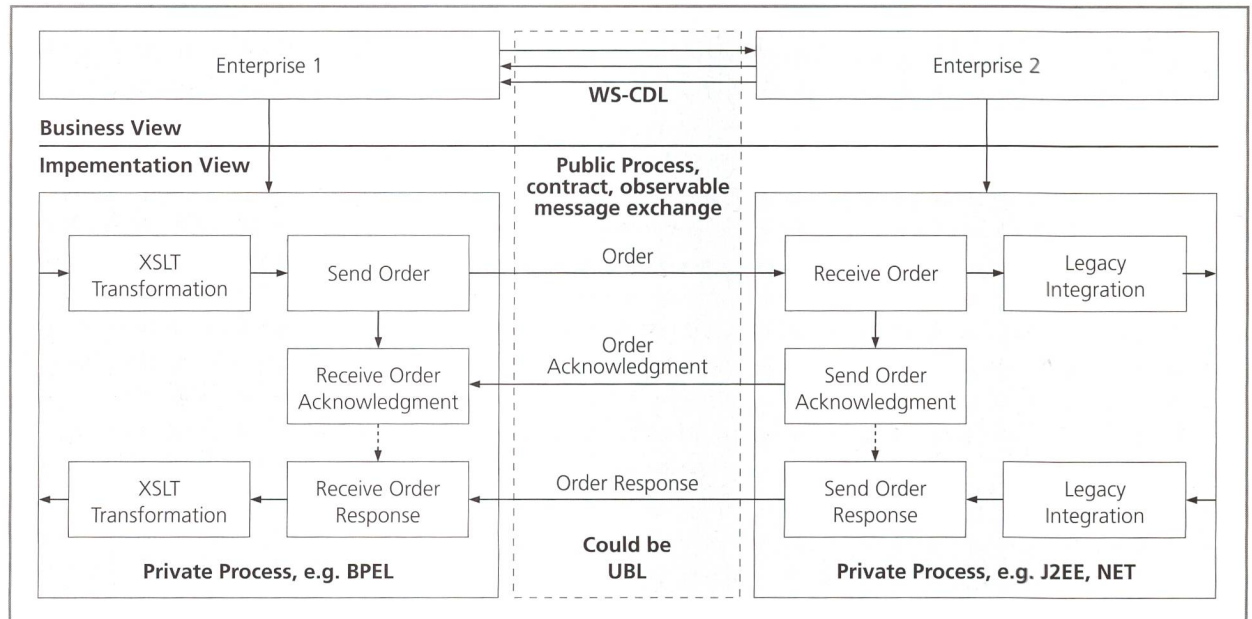 Enterprise 1
Enterprise 2
WS-CDL
Business View
Impementation View
Public Process,
contract, observable
message exchange
XSLT
Transformation
Send Order
Order
Receive Order
Legacy
Integration
Receive Order
Acknowledgment
Order
Acknowledgment
Send Order
Acknowledgment
XSLT
Transformation
Receive Order
Response
Order Response
Send Order
Response
Legacy
Integration
Private Process, e.g. BPEL
Could be
UBL
Private Process, e.g. J2EE, NET